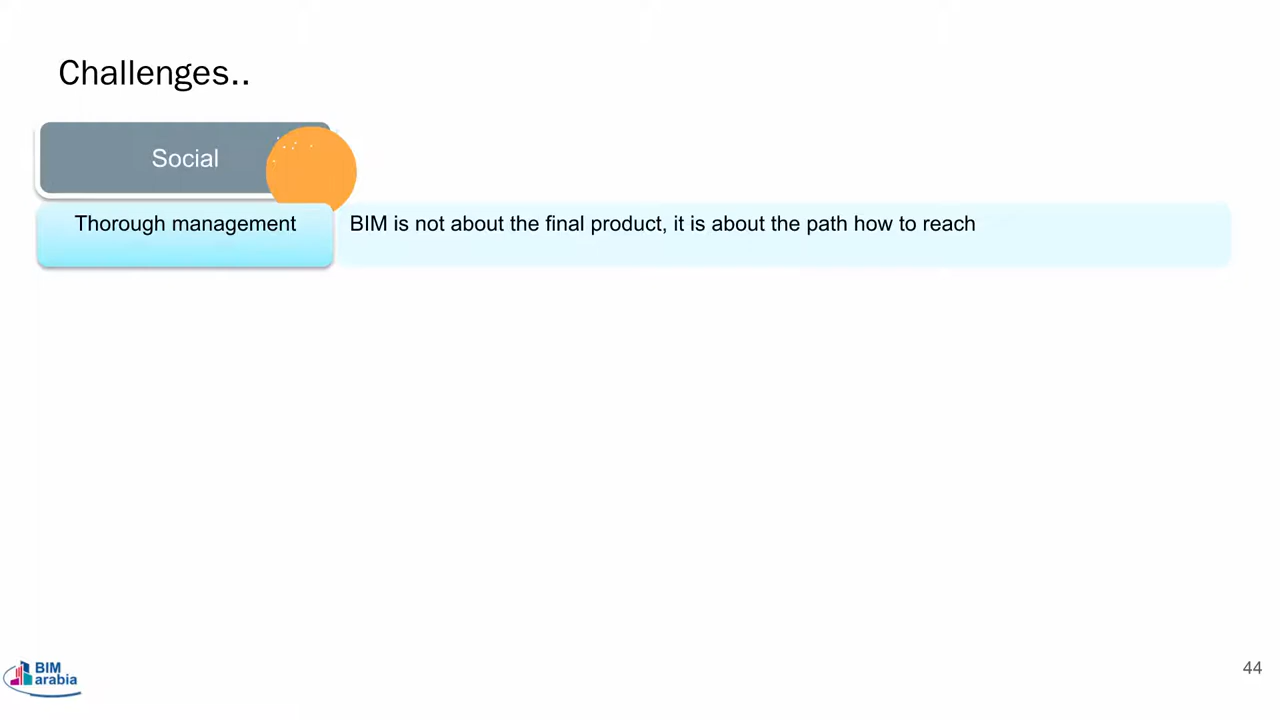 Challenges..
Social
Thorough management
BIM is not about the final product, it is about the path how to reach
BIM
arabia
44